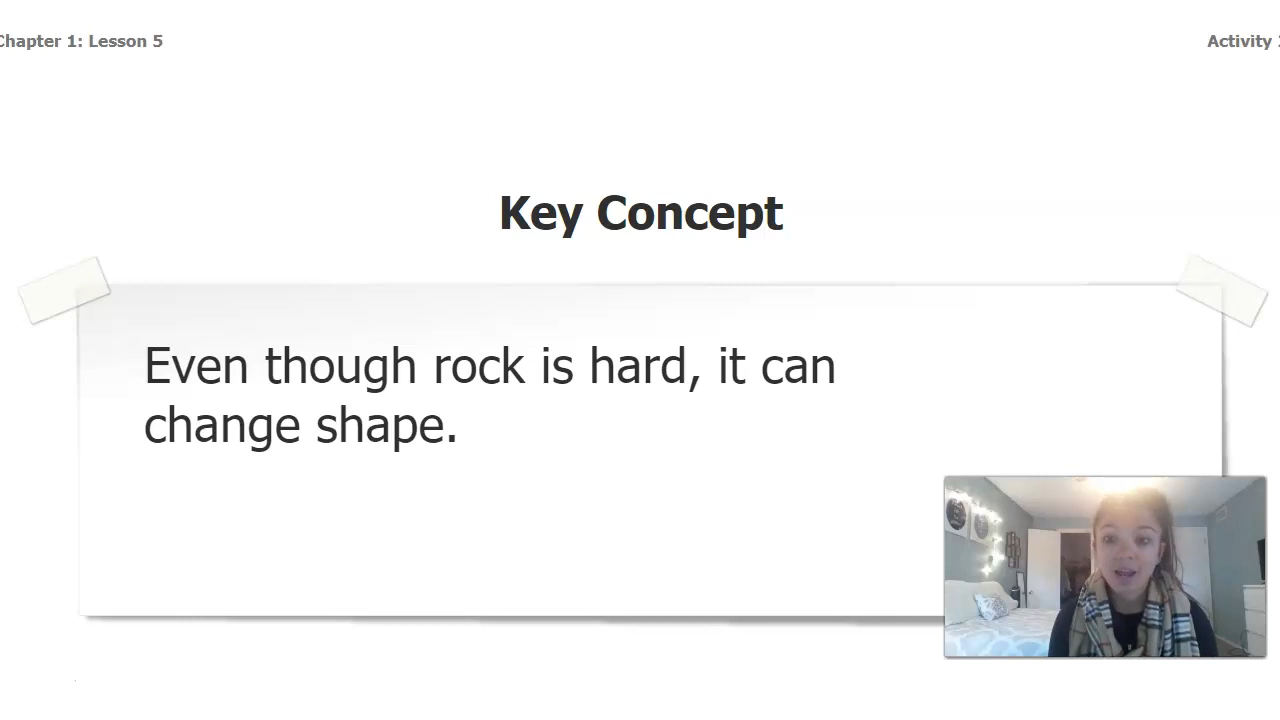 Chapter 1: Lesson 5
Activity
Key Concept
Even though rock is hard, it can
change shape.